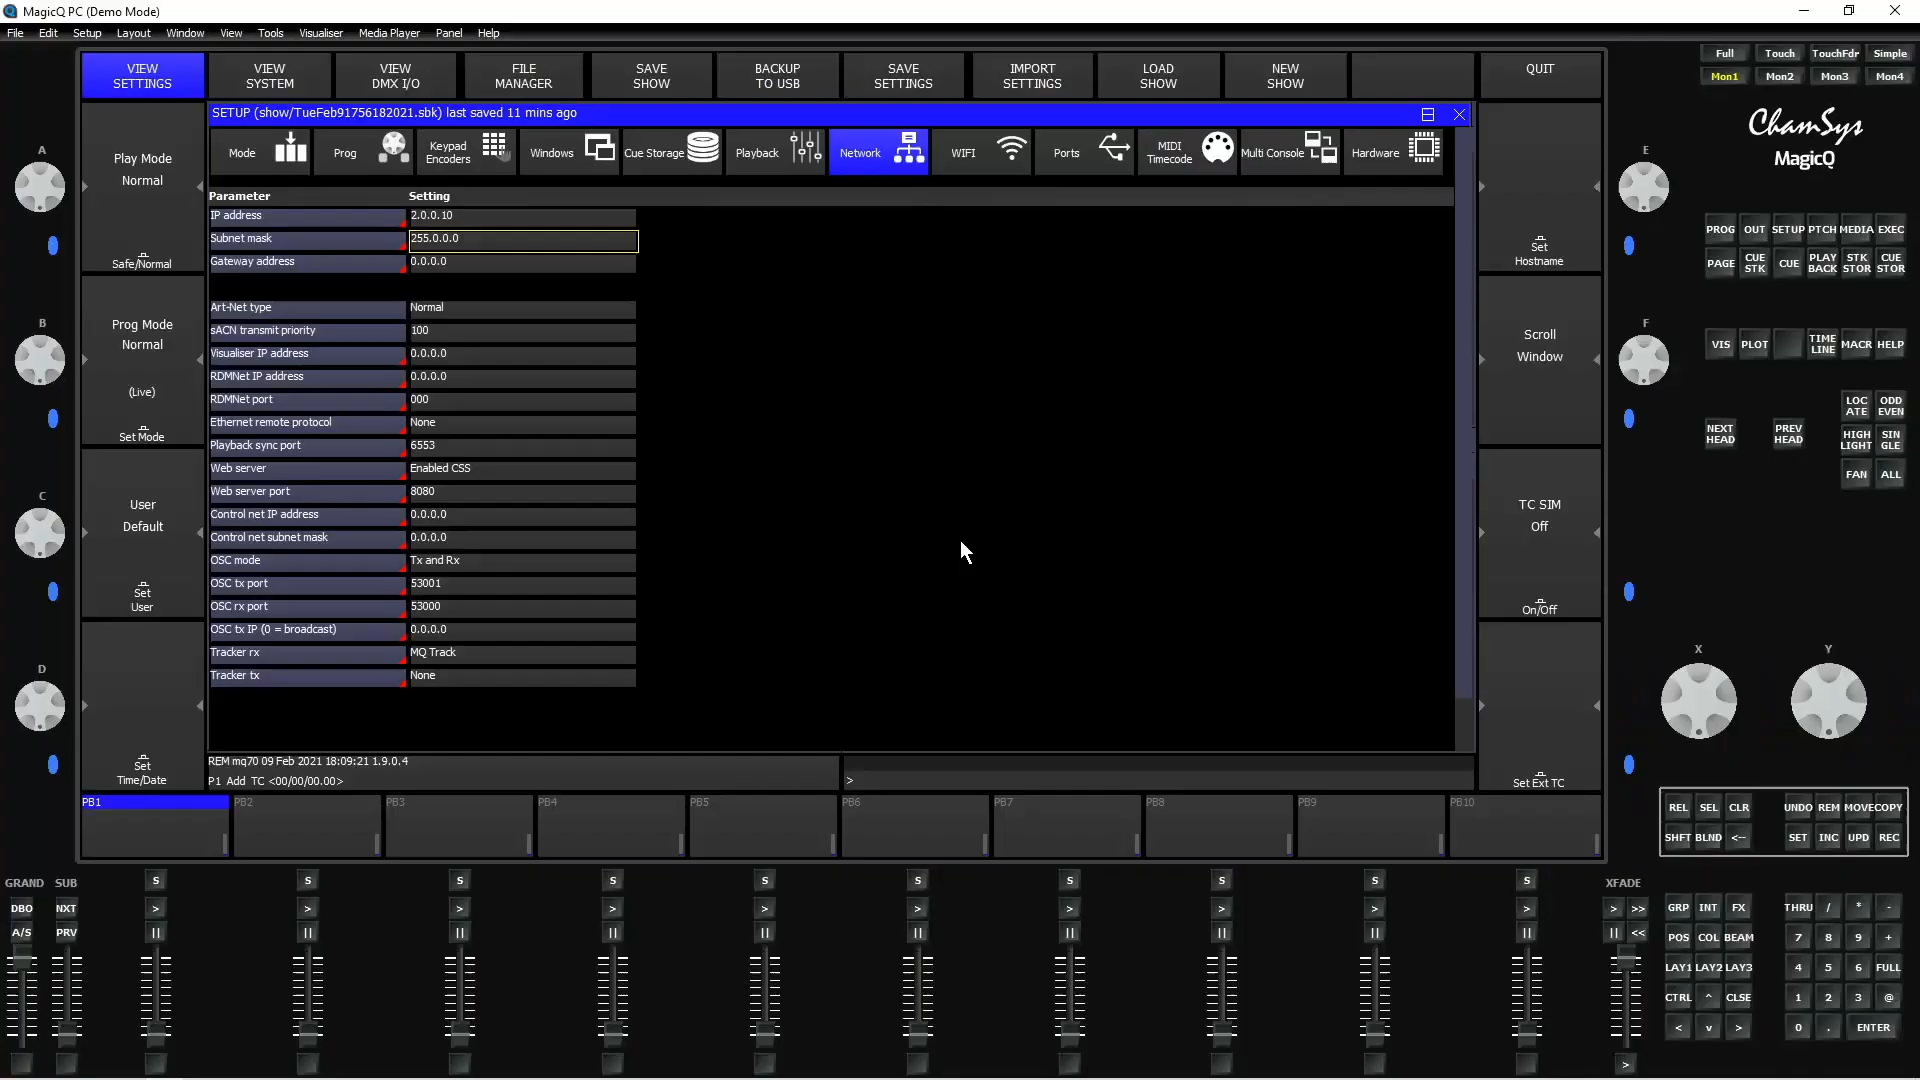 MagicQ PC (Demo Mode)
File Edit Setup Layout Window View Tools Visualiser Media Player Panel Help
VIEW SETTINGS
VIEW SYSTEM
VIEW DMX I/O
FILE MANAGER
SAVE SHOW
BACKUP TO USB
SAVE SETTINGS
IMPORT SETTINGS
LOAD SHOW
NEW SHOW
QUIT
Full Touch TouchFdr Simple
Mon1 Mon2 Mon3 Mon4
ChamSys
MagicQ
SETUP (show/TueFeb91756182021.sbk) last saved 11 mins ago
Mode Prog Keypad Encoders Windows Cue Storage Playback Network WIFI Ports MIDI Timecode Multi Console Hardware
Parameter Setting
IP address 2.0.0.10
Subnet mask 255.0.0.0
Gateway address 0.0.0.0
Art-Net type Normal
sACN transmit priority 100
Visualiser IP address 0.0.0.0
RDMNet IP address 0.0.0.0
RDMNet port 000
Ethernet remote protocol None
Playback sync port 6553
Web server Enabled CSS
Web server port 8080
Control net IP address 0.0.0.0
Control net subnet mask 0.0.0.0
OSC mode Tx and Rx
OSC tx port 53001
OSC rx port 53000
OSC tx IP (0 = broadcast) 0.0.0.0
Tracker rx MQ Track
Tracker tx None
A
Play Mode
Normal
Safe/Normal
B
Prog Mode
Normal
(Live)
Set Mode
C
User
Default
Set
User
D
Set
Time/Date
E
Set
Hostname
F
Scroll
Window
TC SIM
Off
On/Off
Set Ext TC
X Y
PROG OUT SETUP PTCH MEDIA EXEC
PAGE CUE STK CUE PLAY BACK STK STOR CUE STOR
VIS PLOT TIME LINE MACR HELP
LOC ATE ODD EVEN
NEXT HEAD PREV HEAD HIGH LIGHT SIN GLE
FAN ALL
REM mq70 09 Feb 2021 18:09:21 1.9.0.4
P1 Add TC <00/00/00.00>
>
PB1 PB2 PB3 PB4 PB5 PB6 PB7 PB8 PB9 PB10
REL SEL CLR UNDO REM MOVE COPY
SHFT BLND <-- SET INC UPD REC
GRAND SUB S S S S S S S S S S XFADE
DBO NXT > > > > > > > > > > > >>
A/S PRV || || || || || || || || || || || <<
GRP INT FX THRU / * -
POS COL BEAM 7 8 9 +
LAY1 LAY2 LAY3 4 5 6 FULL
CTRL ^ CLSE 1 2 3 @
< v > 0 . ENTER
>